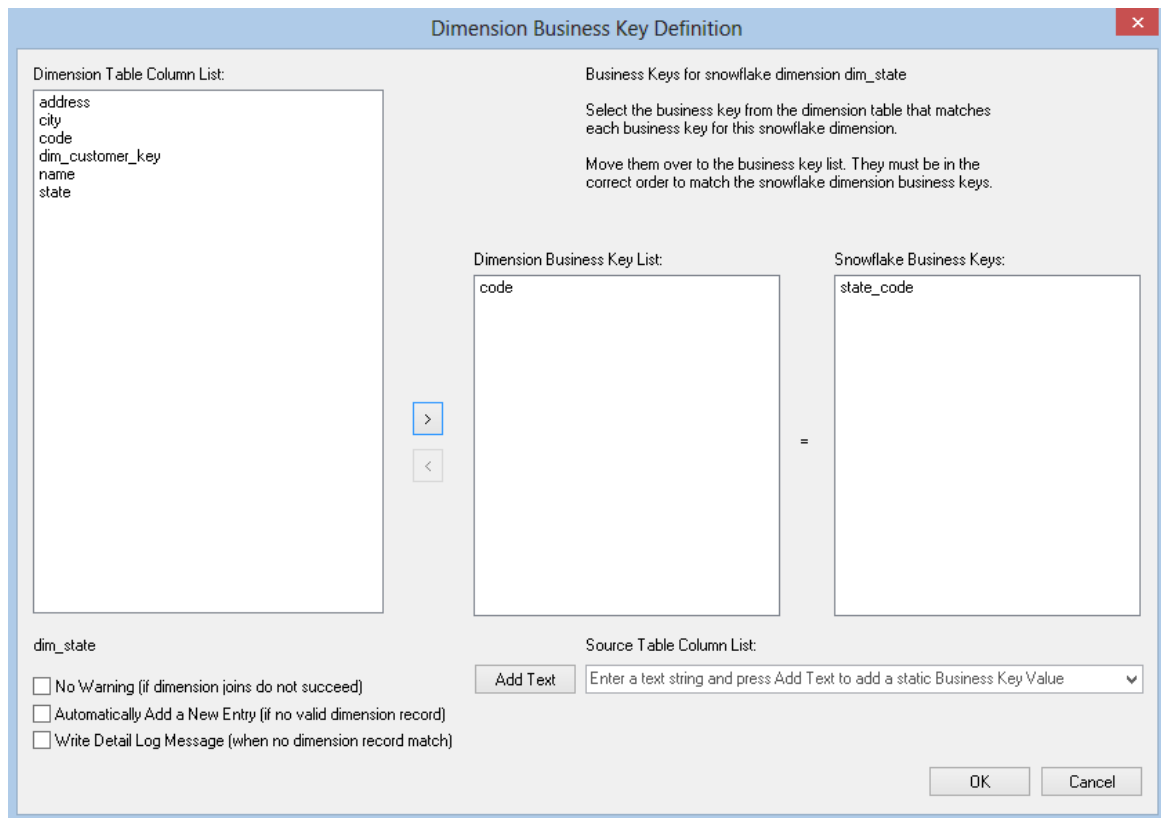 Dimension Business Key Definition
×
Dimension Table Column List:
address
city
code
dim_customer_key
name
state
Business Keys for snowflake dimension dim_state
Select the business key from the dimension table that matches
each business key for this snowflake dimension.
Move them over to the business key list. They must be in the
correct order to match the snowflake dimension business keys.
Dimension Business Key List:
code
Snowflake Business Keys:
state_code
>
<
=
dim_state
No Warning (if dimension joins do not succeed)
Automatically Add a New Entry (if no valid dimension record)
Write Detail Log Message (when no dimension record match)
Source Table Column List:
Add Text
Enter a text string and press Add Text to add a static Business Key Value
OK
Cancel